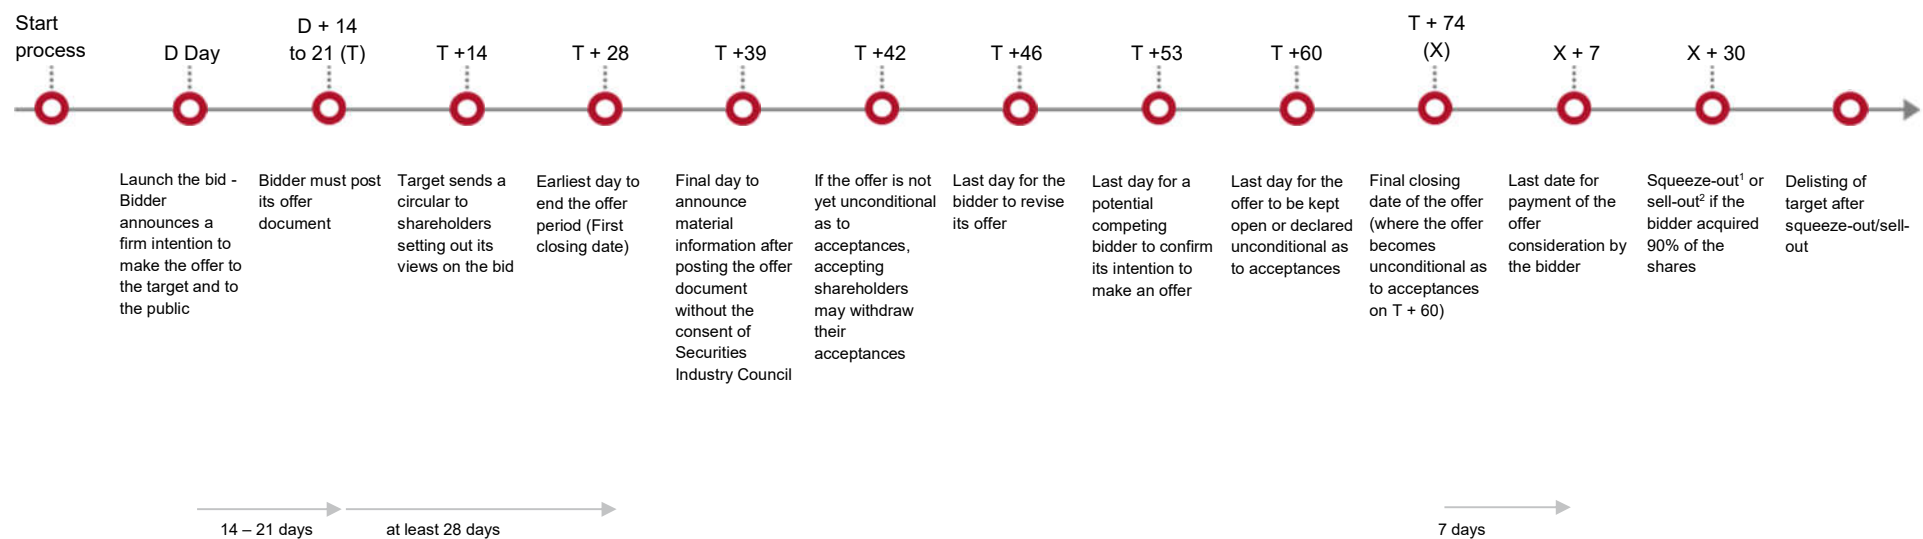 Start
process
D Day
D + 14
to 21 (T)
T +14
T + 28
T +39
T +42
T +46
T +53
T +60
T + 74
(X)
X + 7
X + 30
Launch the bid -
Bidder
announces a
firm intention to
make the offer to
the target and to
the public
Bidder must post
its offer
document
Target sends a
circular to
shareholders
setting out its
views on the bid
Earliest day to
end the offer
period (First
closing date)
Final day to
announce
material
information after
posting the offer
document
without the
consent of
Securities
Industry Council
If the offer is not
yet unconditional
as to
acceptances,
accepting
shareholders
may withdraw
their
acceptances
Last day for the
bidder to revise
its offer
Last day for a
potential
competing
bidder to confirm
its intention to
make an offer
Last day for the
offer to be kept
open or declared
unconditional as
to acceptances
Final closing
date of the offer
(where the offer
becomes
unconditional as
to acceptances
on T + 60)
Last date for
payment of the
offer
consideration by
the bidder
Squeeze-out¹ or
sell-out² if the
bidder acquired
90% of the
shares
Delisting of
target after
squeeze-out/sell-
out
14 – 21 days
at least 28 days
7 days